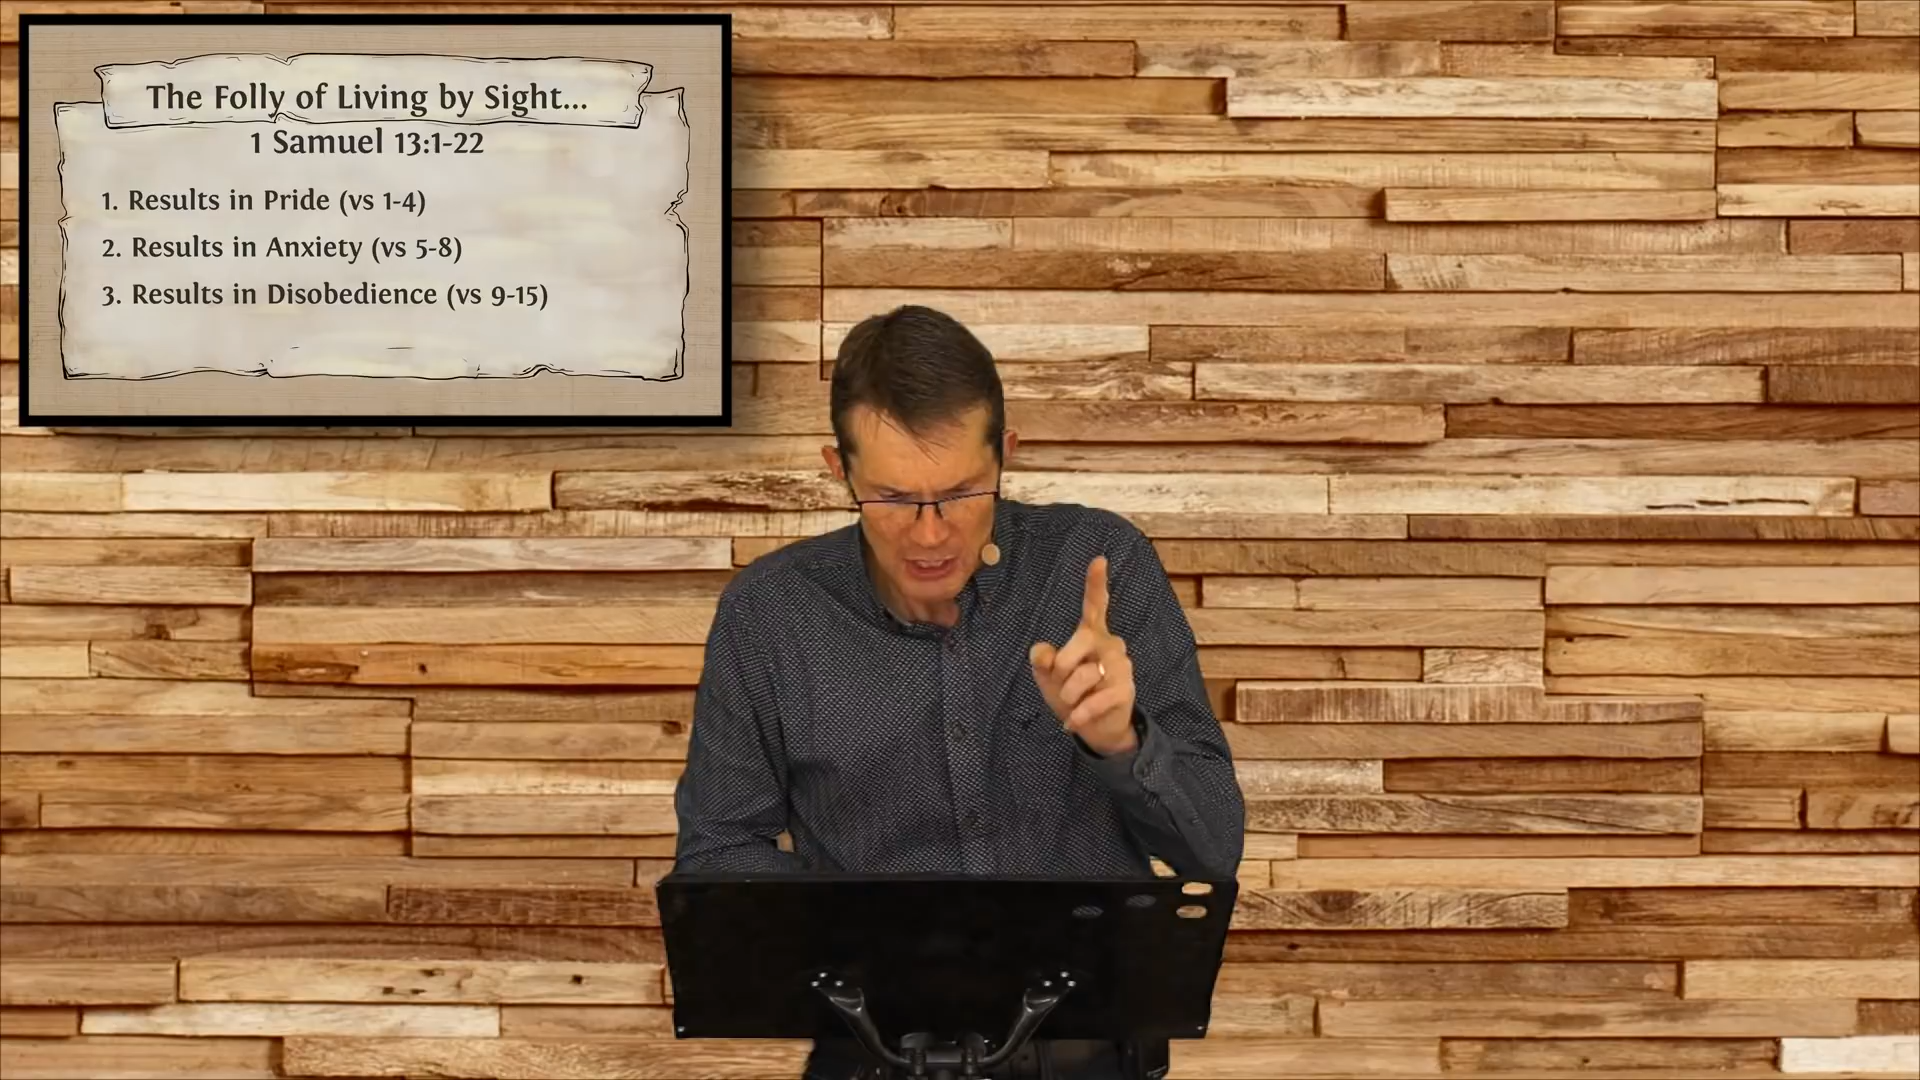 The Folly of Living by Sight...
1 Samuel 13:1-22
1. Results in Pride (vs 1-4)
2. Results in Anxiety (vs 5-8)
3. Results in Disobedience (vs 9-15)